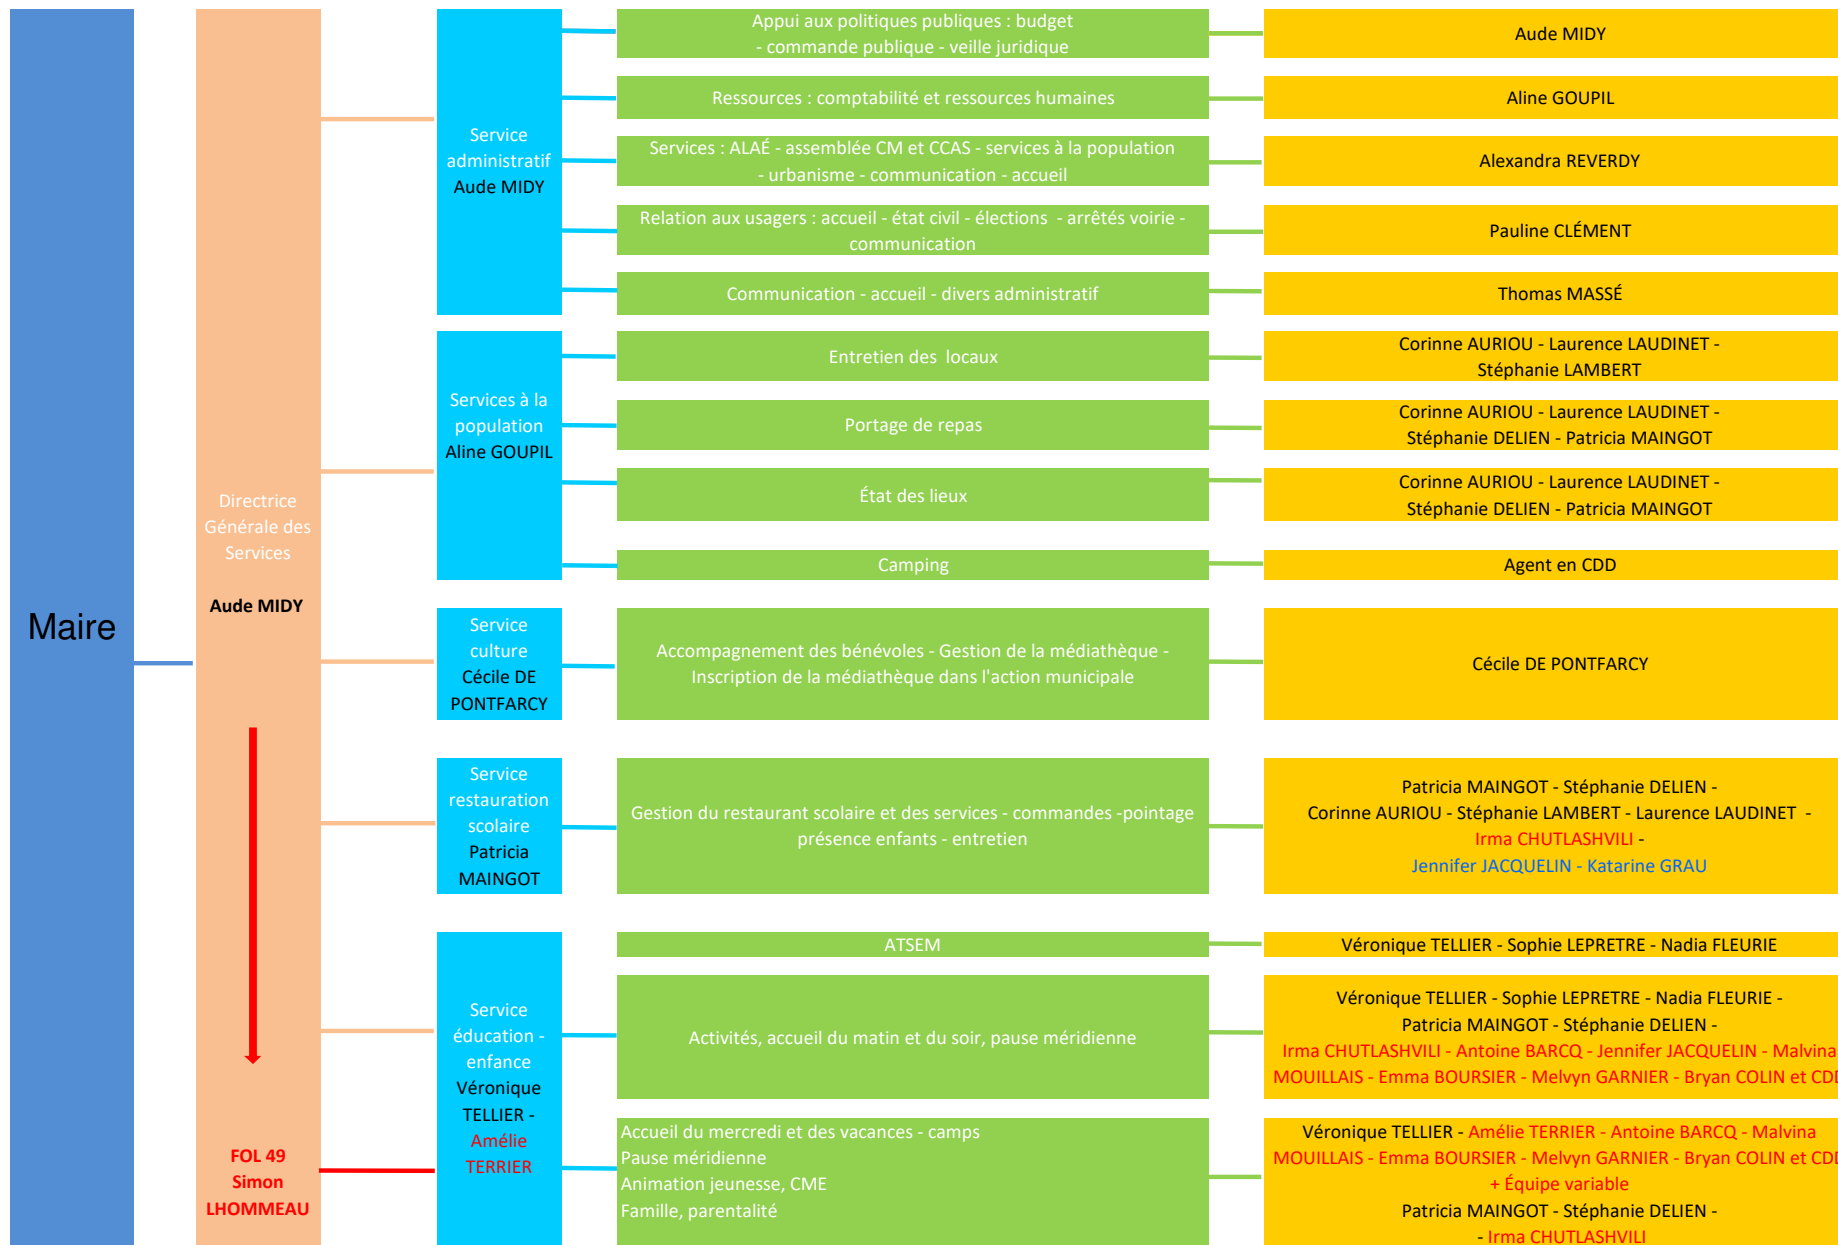 Maire
Directrice
Générale des
Services
Aude MIDY
FOL 49
Simon
LHOMMEAU
Service
administratif
Aude MIDY
Appui aux politiques publiques : budget
- commande publique - veille juridique
Aude MIDY
Ressources : comptabilité et ressources humaines
Aline GOUPIL
Services : ALAÉ - assemblée CM et CCAS - services à la population
- urbanisme - communication - accueil
Alexandra REVERDY
Relation aux usagers : accueil - état civil - élections - arrêtés voirie -
communication
Pauline CLÉMENT
Communication - accueil - divers administratif
Thomas MASSÉ
Services à la
population
Aline GOUPIL
Entretien des locaux
Corinne AURIOU - Laurence LAUDINET -
Stéphanie LAMBERT
Portage de repas
Corinne AURIOU - Laurence LAUDINET -
Stéphanie DELIEN - Patricia MAINGOT
État des lieux
Corinne AURIOU - Laurence LAUDINET -
Stéphanie DELIEN - Patricia MAINGOT
Camping
Agent en CDD
Service
culture
Cécile DE
PONTFARCY
Accompagnement des bénévoles - Gestion de la médiathèque -
Inscription de la médiathèque dans l'action municipale
Cécile DE PONTFARCY
Service
restauration
scolaire
Patricia
MAINGOT
Gestion du restaurant scolaire et des services - commandes -pointage
présence enfants - entretien
Patricia MAINGOT - Stéphanie DELIEN -
Corinne AURIOU - Stéphanie LAMBERT - Laurence LAUDINET -
Irma CHUTLASHVILI -
Jennifer JACQUELIN - Katarine GRAU
Service
éducation -
enfance
Véronique
TELLIER -
Amélie
TERRIER
ATSEM
Véronique TELLIER - Sophie LEPRETRE - Nadia FLEURIE
Activités, accueil du matin et du soir, pause méridienne
Véronique TELLIER - Sophie LEPRETRE - Nadia FLEURIE -
Patricia MAINGOT - Stéphanie DELIEN -
Irma CHUTLASHVILI - Antoine BARCQ - Jennifer JACQUELIN - Malvina
MOUILLAIS - Emma BOURSIER - Melvyn GARNIER - Bryan COLIN et CDD
Accueil du mercredi et des vacances - camps
Pause méridienne
Animation jeunesse, CME
Famille, parentalité
Véronique TELLIER - Amélie TERRIER - Antoine BARCQ - Malvina
MOUILLAIS - Emma BOURSIER - Melvyn GARNIER - Bryan COLIN et CDD
+ Équipe variable
Patricia MAINGOT - Stéphanie DELIEN -
- Irma CHUTLASHVILI